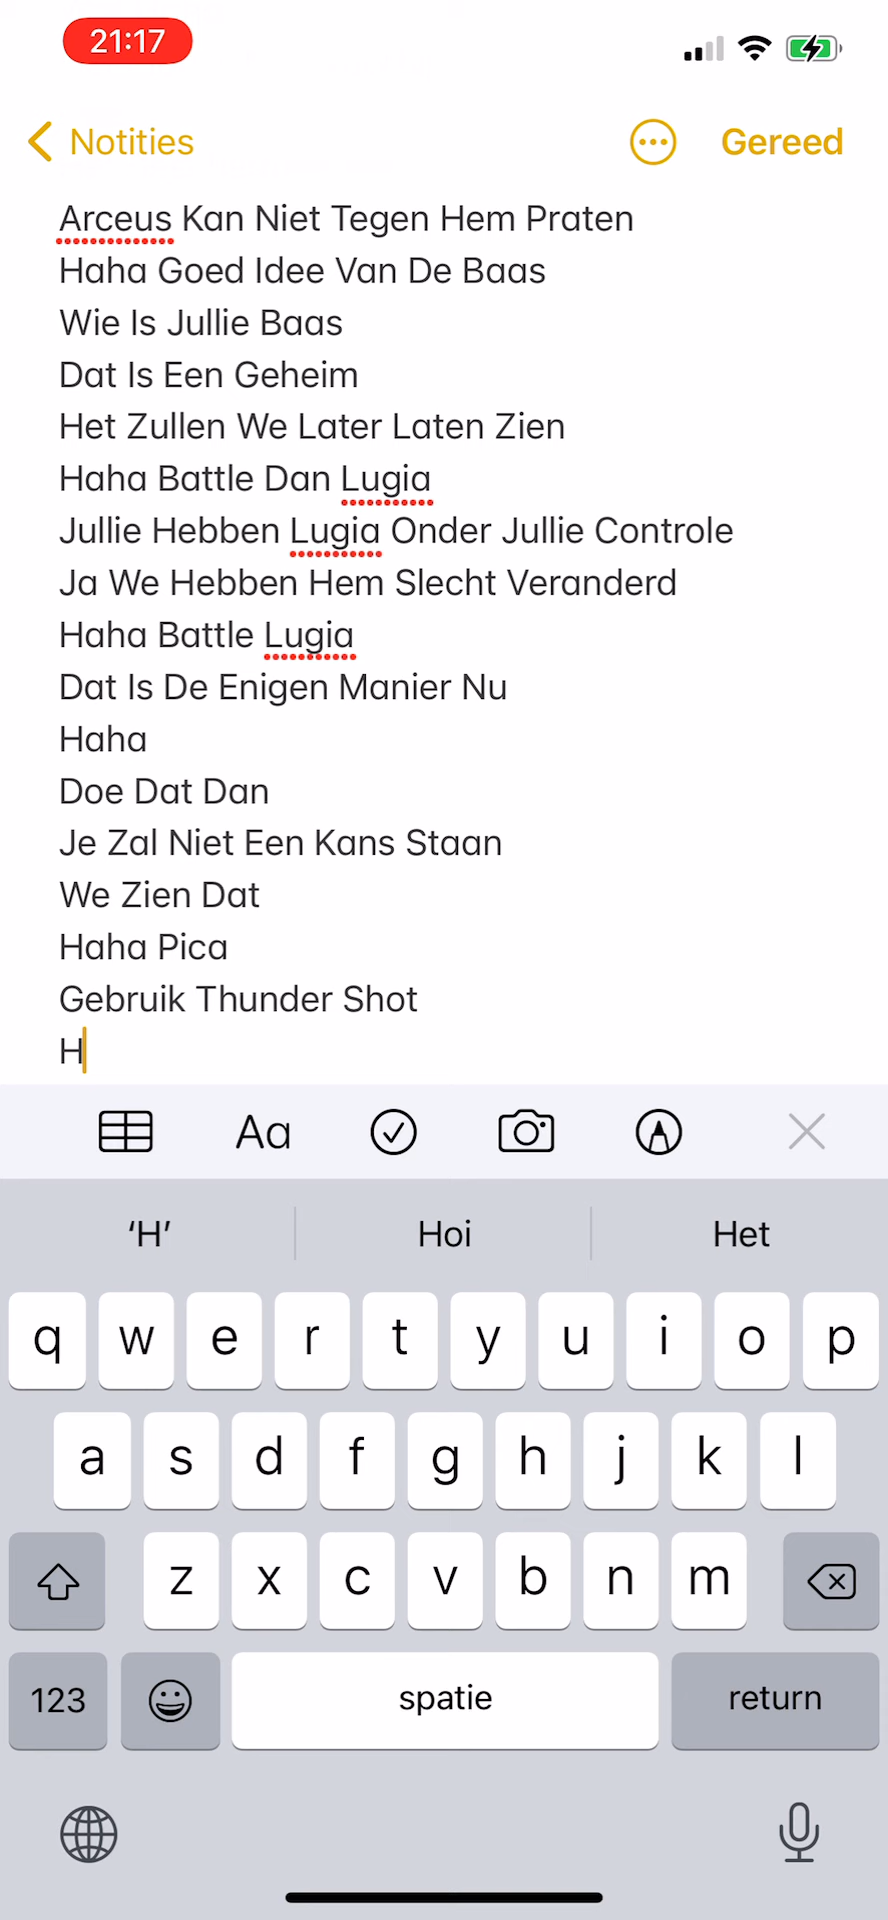 21:17
Notities
Gereed
Arceus Kan Niet Tegen Hem Praten
Haha Goed Idee Van De Baas
Wie Is Jullie Baas
Dat Is Een Geheim
Het Zullen We Later Laten Zien
Haha Battle Dan Lugia
Jullie Hebben Lugia Onder Jullie Controle
Ja We Hebben Hem Slecht Veranderd
Haha Battle Lugia
Dat Is De Enigen Manier Nu
Haha
Doe Dat Dan
Je Zal Niet Een Kans Staan
We Zien Dat
Haha Pica
Gebruik Thunder Shot
H
Aa
‘H’ Hoi Het
q w e r t y u i o p
a s d f g h j k l
z x c v b n m
123 spatie return